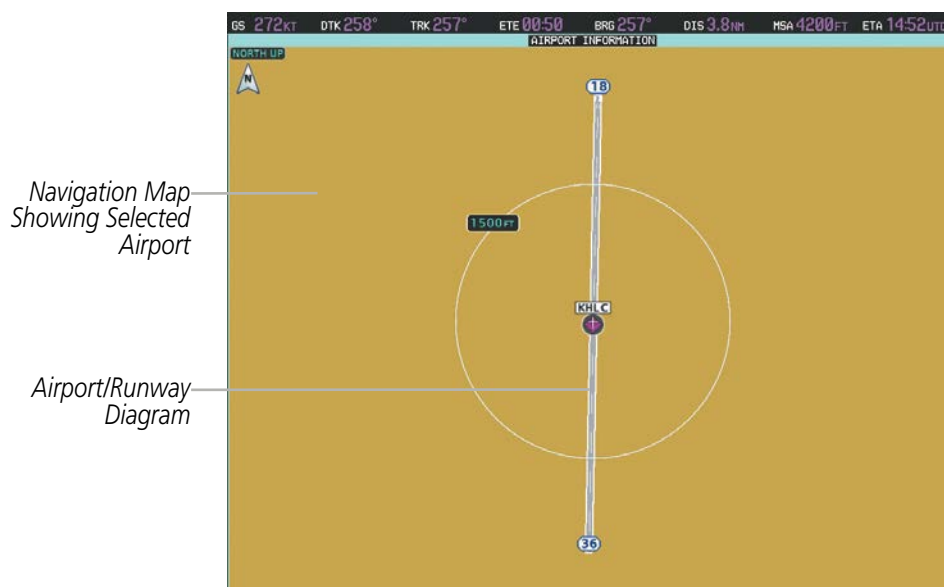 GS 272KT DTK 258° TRK 257° ETE 00:50 BRG 257° DIS 3.8NM MSA 4200FT ETA 14:52UTC
AIRPORT INFORMATION
NORTH UP
N
18
Navigation Map
Showing Selected
Airport
1500FT
KHLC
Airport/Runway
Diagram
36